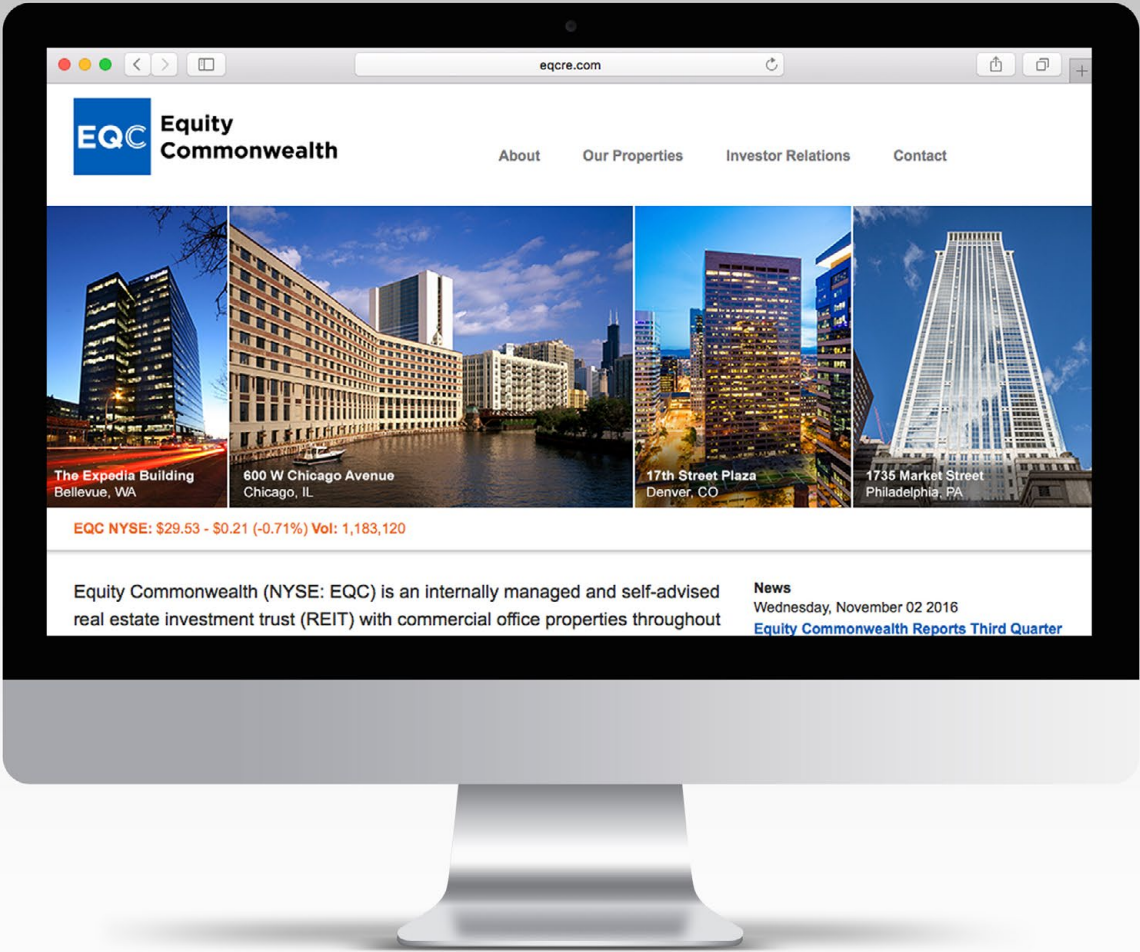 eqcre.com
EQC
Equity
Commonwealth
About Our Properties Investor Relations Contact
The Expedia Building
Bellevue, WA
600 W Chicago Avenue
Chicago, IL
17th Street Plaza
Denver, CO
1735 Market Street
Philadelphia, PA
EQC NYSE: $29.53 - $0.21 (-0.71%) Vol: 1,183,120
Equity Commonwealth (NYSE: EQC) is an internally managed and self-advised
real estate investment trust (REIT) with commercial office properties throughout
News
Wednesday, November 02 2016
Equity Commonwealth Reports Third Quarter